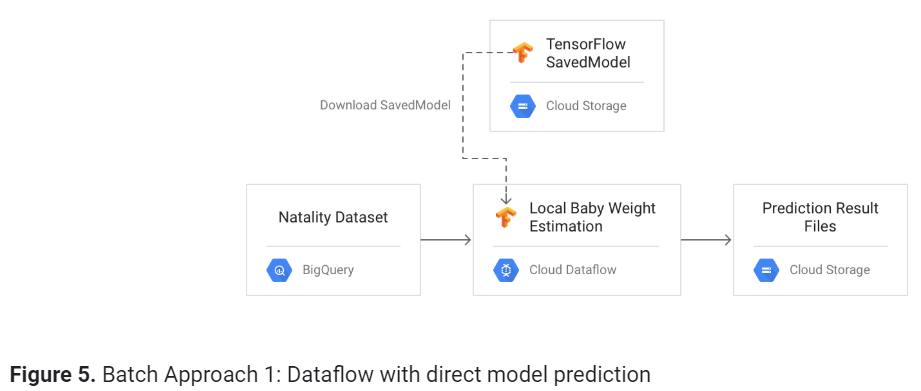 TensorFlow
SavedModel
Cloud Storage
Download SavedModel
Natality Dataset
BigQuery
Local Baby Weight
Estimation
Cloud Dataflow
Prediction Result
Files
Cloud Storage
Figure 5. Batch Approach 1: Dataflow with direct model prediction